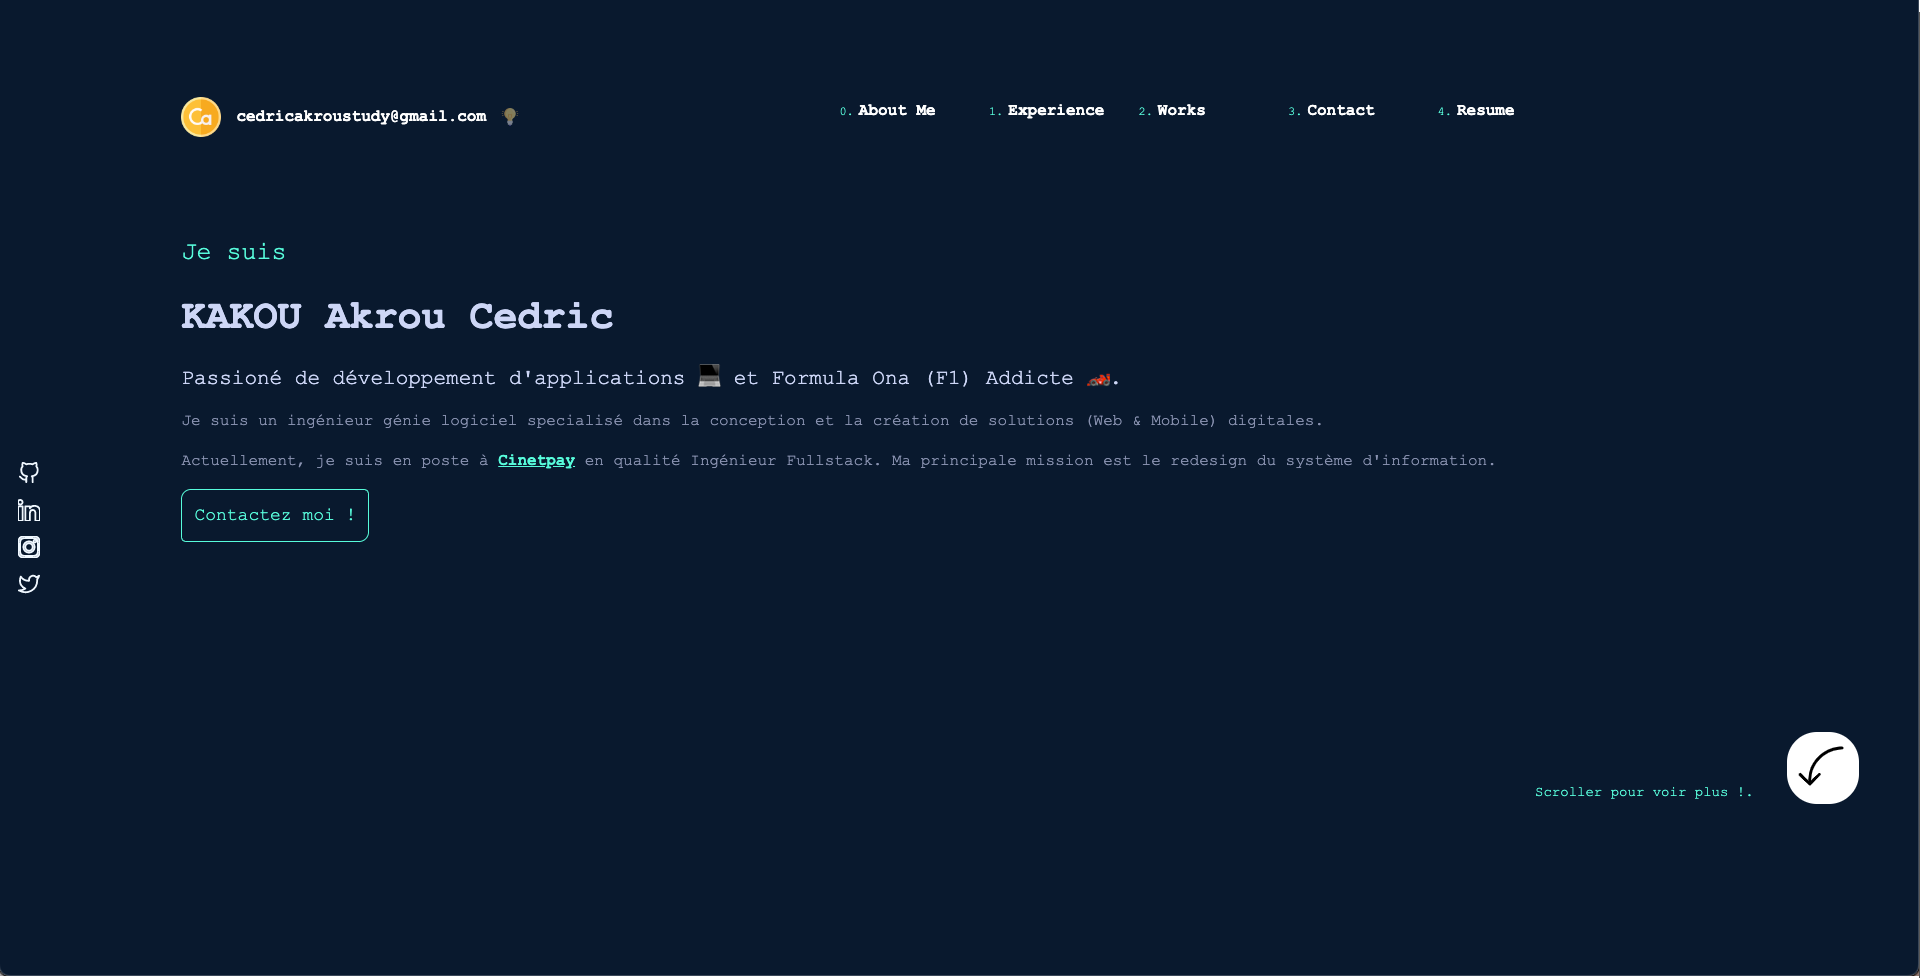 Ca cedricakroustudy@gmail.com
0. About Me 1. Experience 2. Works 3. Contact 4. Resume
Je suis
KAKOU Akrou Cedric
Passioné de développement d'applications 💻 et Formula Ona (F1) Addicte 🏎️.
Je suis un ingénieur génie logiciel specialisé dans la conception et la création de solutions (Web & Mobile) digitales.
Actuellement, je suis en poste à Cinetpay en qualité Ingénieur Fullstack. Ma principale mission est le redesign du système d'information.
Contactez moi !
Scroller pour voir plus !.